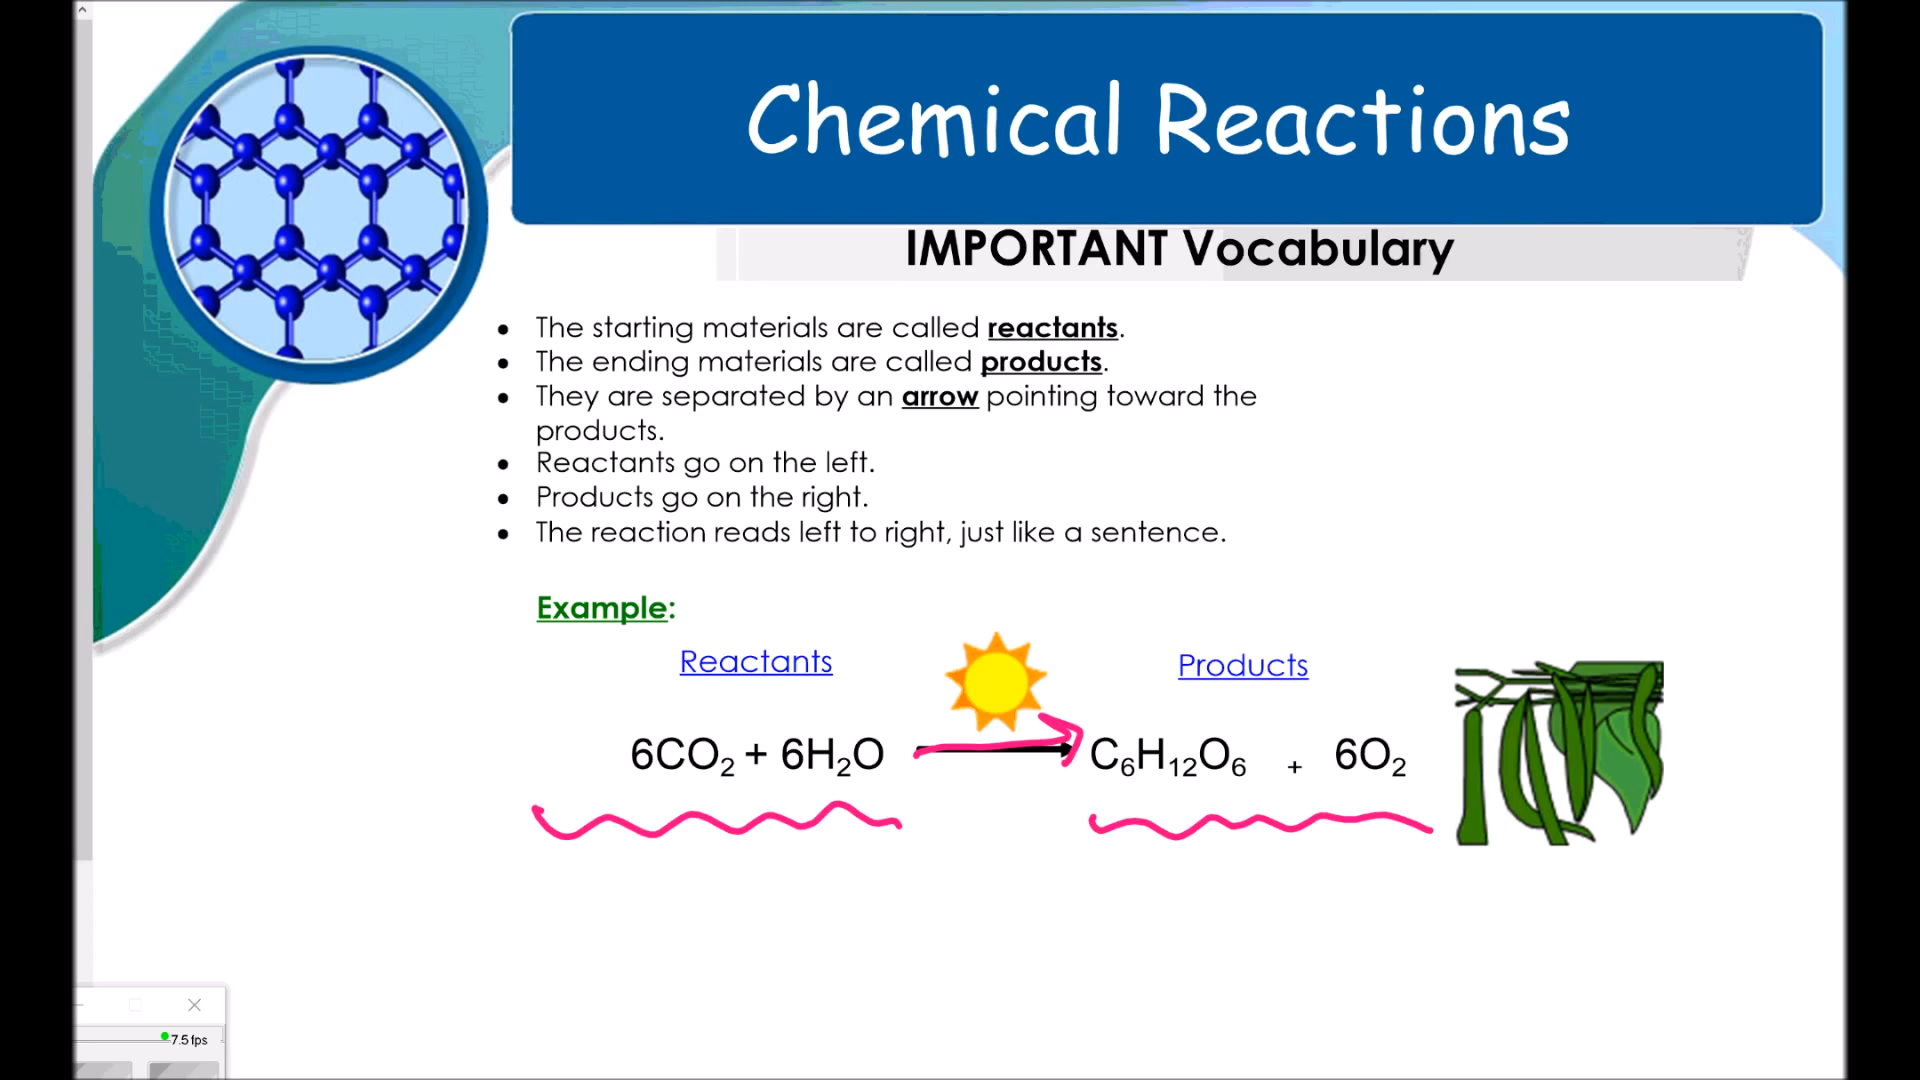 Chemical Reactions
IMPORTANT Vocabulary
• The starting materials are called reactants.
• The ending materials are called products.
• They are separated by an arrow pointing toward the
products.
• Reactants go on the left.
• Products go on the right.
• The reaction reads left to right, just like a sentence.
Example:
Reactants
Products
6CO₂ + 6H₂O → C₆H₁₂O₆ + 6O₂
7.5 fps